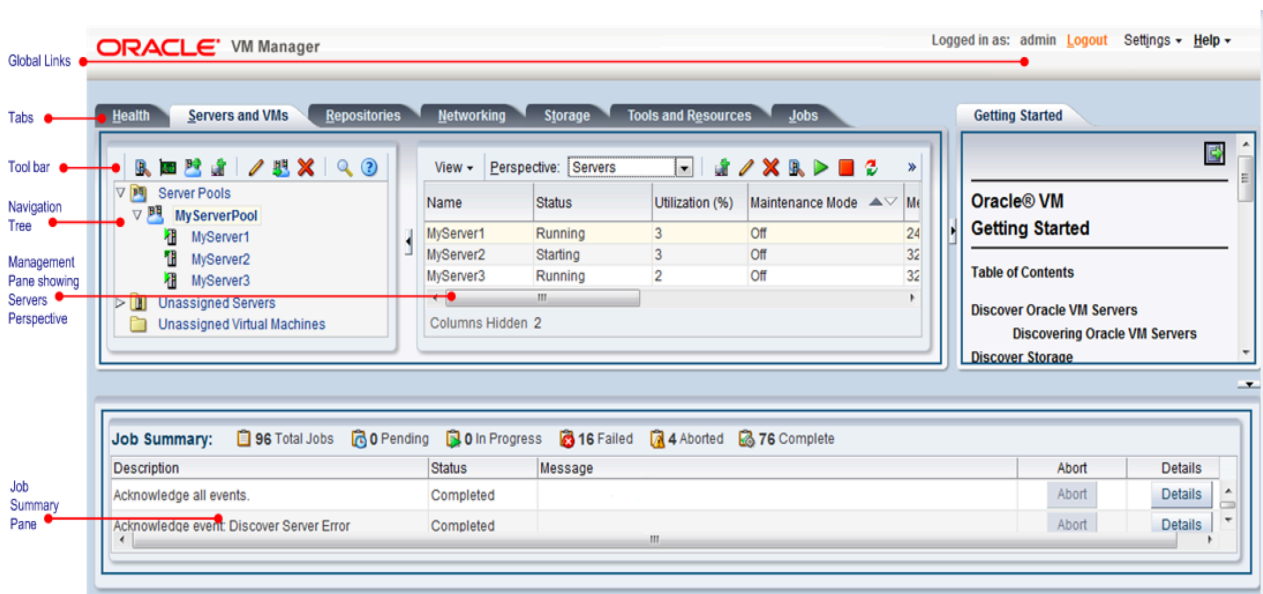 ORACLE VM Manager
Logged in as: admin Logout Settings Help
Global Links
Tabs
Health Servers and VMs Repositories Networking Storage Tools and Resources Jobs
Getting Started
Tool bar
View Perspective: Servers »
Navigation
Tree
Server Pools
MyServerPool
MyServer1
MyServer2
MyServer3
Unassigned Servers
Unassigned Virtual Machines
Name Status Utilization (%) Maintenance Mode
MyServer1 Running 3 Off 24
MyServer2 Starting 3 Off 32
MyServer3 Running 2 Off 32
Columns Hidden 2
Oracle® VM
Getting Started
Table of Contents
Discover Oracle VM Servers
Discovering Oracle VM Servers
Discover Storage
Management
Pane showing
Servers
Perspective
Job Summary: 96 Total Jobs 0 Pending 0 In Progress 16 Failed 4 Aborted 76 Complete
Description Status Message Abort Details
Acknowledge all events. Completed Abort Details
Acknowledge event: Discover Server Error Completed Abort Details
Job
Summary
Pane